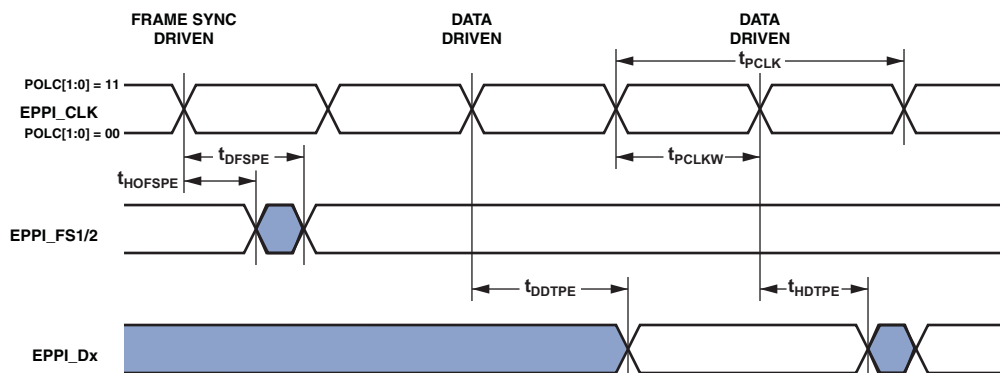 FRAME SYNC
DRIVEN
DATA
DRIVEN
DATA
DRIVEN
tPCLK
POLC[1:0] = 11
EPPI_CLK
POLC[1:0] = 00
tDFSPE
tPCLKW
tHOFSPE
EPPI_FS1/2
tDDTPE
tHDTPE
EPPI_Dx